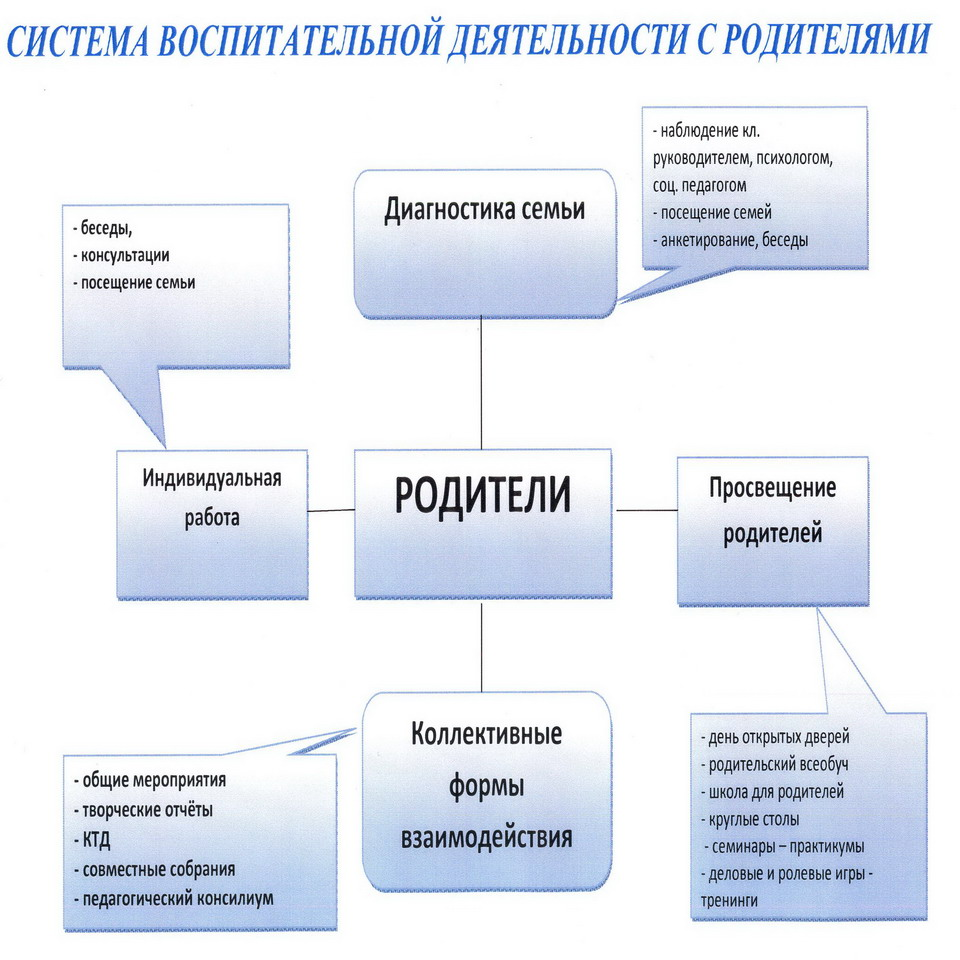 СИСТЕМА ВОСПИТАТЕЛЬНОЙ ДЕЯТЕЛЬНОСТИ С РОДИТЕЛЯМИ
- наблюдение кл.
руководителем, психологом,
соц. педагогом
- посещение семей
- анкетирование, беседы
Диагностика семьи
- беседы,
- консультации
- посещение семьи
Индивидуальная
работа
РОДИТЕЛИ
Просвещение
родителей
Коллективные
формы
взаимодействия
- общие мероприятия
- творческие отчёты
- КТД
- совместные собрания
- педагогический консилиум
- день открытых дверей
- родительский всеобуч
- школа для родителей
- круглые столы
- семинары – практикумы
- деловые и ролевые игры -
тренинги